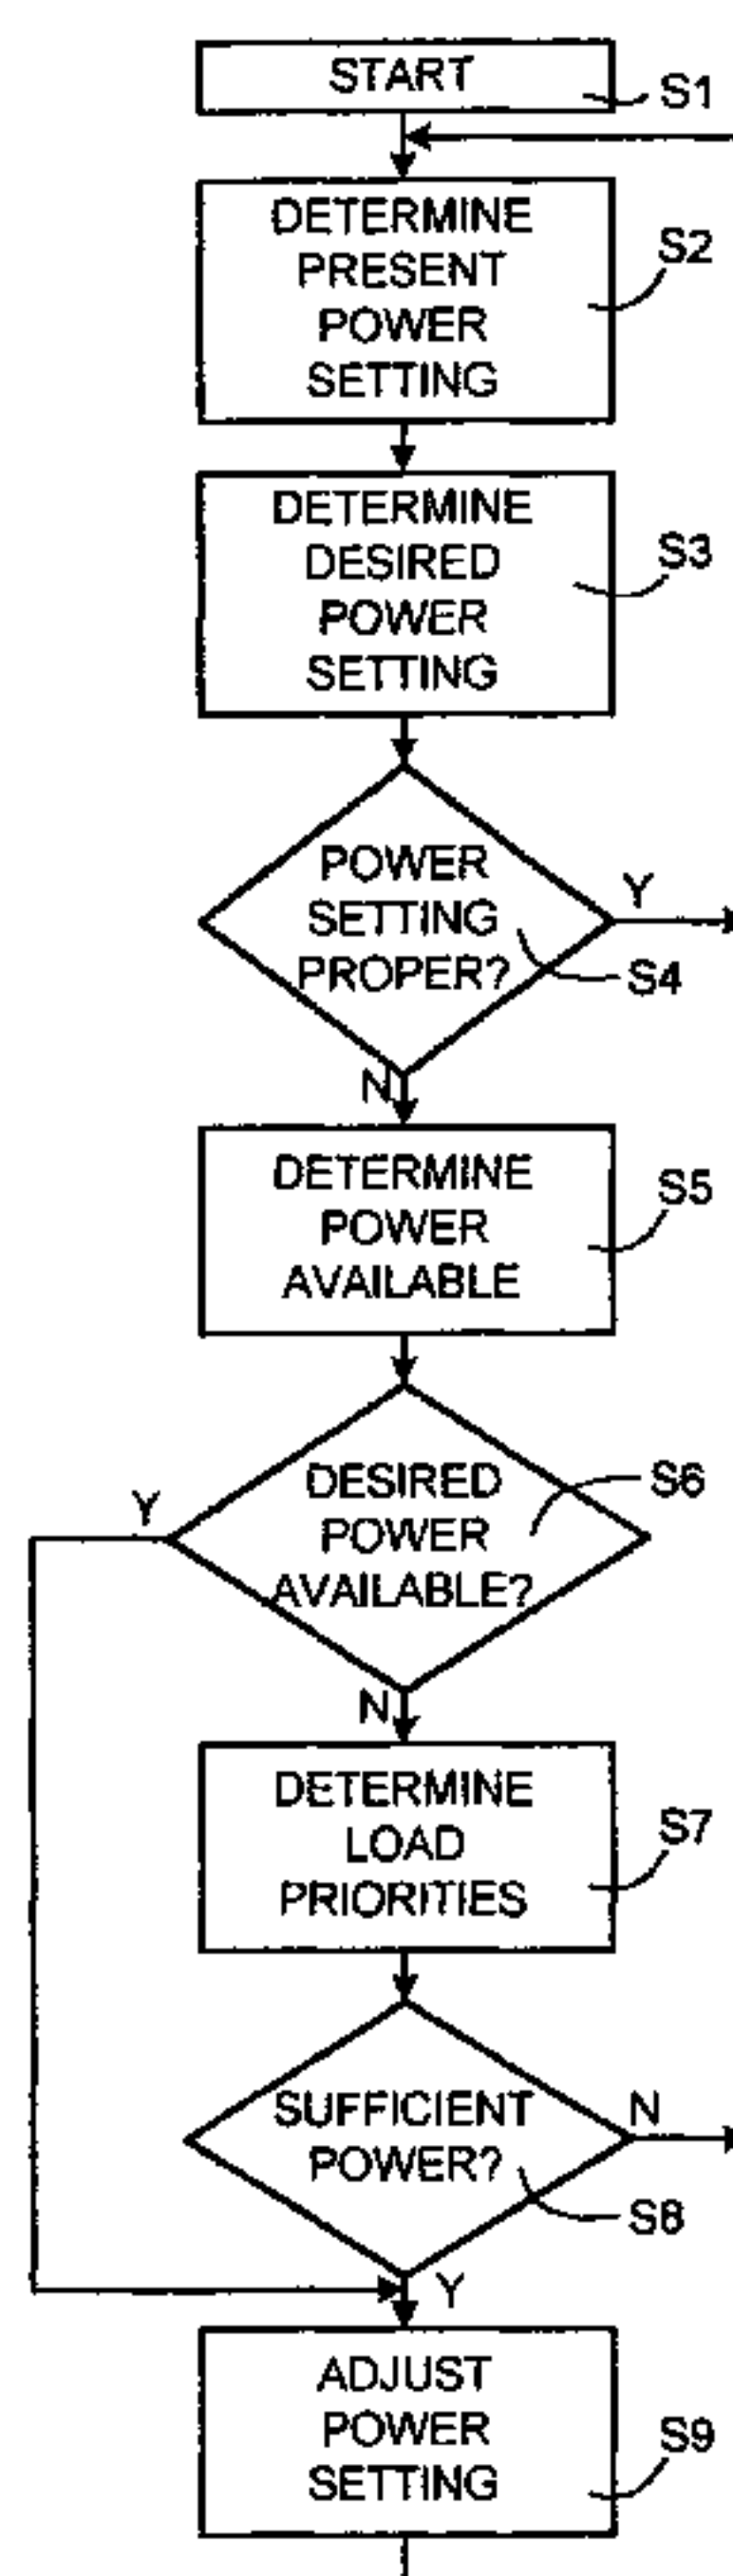 START
S1
DETERMINE
PRESENT
POWER
SETTING
S2
DETERMINE
DESIRED
POWER
SETTING
S3
POWER
SETTING
PROPER?
Y
S4
N
DETERMINE
POWER
AVAILABLE
S5
DESIRED
POWER
AVAILABLE?
Y
S6
N
DETERMINE
LOAD
PRIORITIES
S7
SUFFICIENT
POWER?
N
S8
Y
ADJUST
POWER
SETTING
S9